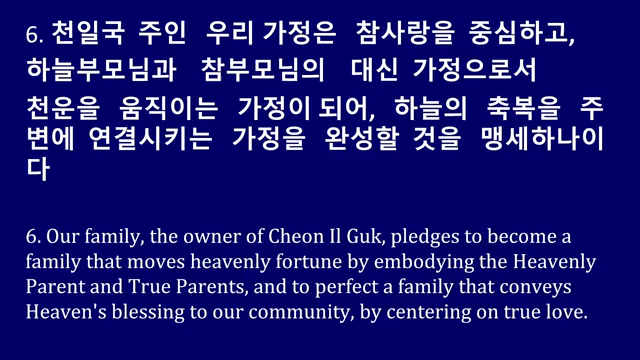 6. 천일국 주인 우리 가정은 참사랑을 중심하고,
하늘부모님과 참부모님의 대신 가정으로서
천운을 움직이는 가정이 되어, 하늘의 축복을 주
변에 연결시키는 가정을 완성할 것을 맹세하나이
다
6. Our family, the owner of Cheon Il Guk, pledges to become a
family that moves heavenly fortune by embodying the Heavenly
Parent and True Parents, and to perfect a family that conveys
Heaven's blessing to our community, by centering on true love.